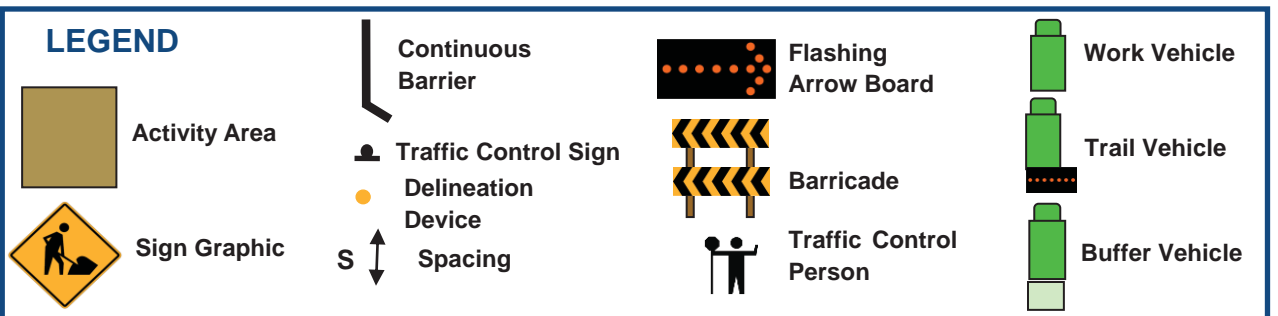 LEGEND
Activity Area
Sign Graphic
Continuous
Barrier
Traffic Control Sign
Delineation
Device
S
Spacing
Flashing
Arrow Board
Barricade
Traffic Control
Person
Work Vehicle
Trail Vehicle
Buffer Vehicle